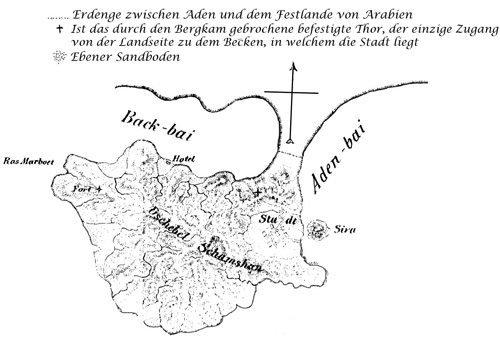 Erdenge zwischen Aden und dem Festlande von Arabien
Ist das durch den Bergkam gebrochene befestigte Thor, der einzige Zugang
von der Landseite zu dem Becken, in welchem die Stadt liegt
Ebener Sandboden
Back-bai
Aden-bai
Ras Marboet
Hotel
Fort
Stadt
Sira
Dschebel Schâmshan